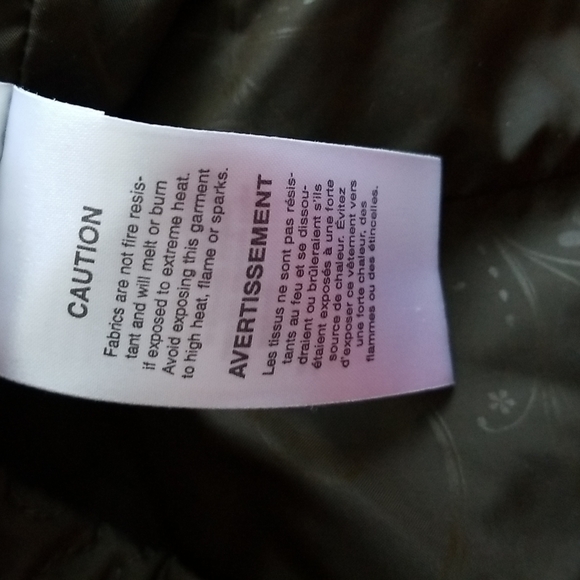 CAUTION
Fabrics are not fire resis-
tant and will melt or burn
if exposed to extreme heat.
Avoid exposing this garment
to high heat, flame or sparks.
AVERTISSEMENT
Les tissus ne sont pas résis-
tants au feu et se dissou-
draient ou brûleraient s'ils
étaient exposés à une forte
source de chaleur. Évitez
d'exposer ce vêtement vers
une forte chaleur, des
flammes ou des étincelles.